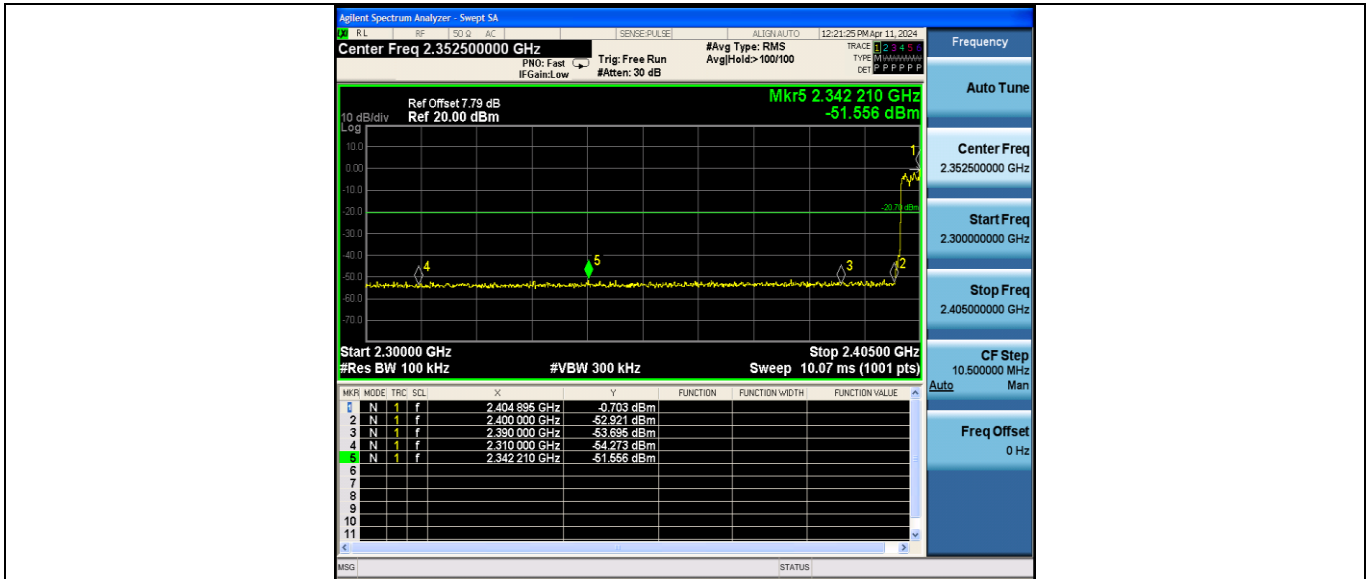 Agilent Spectrum Analyzer - Swept SA
LXI RL RF 50 Ω AC SENSE:PULSE ALIGN AUTO 12:21:25 PM Apr 11, 2024
Center Freq 2.352500000 GHz
PNO: Fast
IFGain:Low
Trig: Free Run
#Atten: 30 dB
#Avg Type: RMS
Avg|Hold:>100/100
TRACE 1 2 3 4 5 6
TYPE M
DET P P P P P P
Mkr5 2.342 210 GHz
-51.556 dBm
Ref Offset 7.79 dB
10 dB/div Ref 20.00 dBm
Log
10.0
0.00
-10.0
-20.0
-30.0
-40.0
-50.0
-60.0
-70.0
1
-20.70 dBm
4
5
3
2
Start 2.30000 GHz Stop 2.40500 GHz
#Res BW 100 kHz #VBW 300 kHz Sweep 10.07 ms (1001 pts)
MKR MODE TRC SCL X Y FUNCTION FUNCTION WIDTH FUNCTION VALUE
1 N 1 f 2.404 895 GHz -0.703 dBm
2 N 1 f 2.400 000 GHz -52.921 dBm
3 N 1 f 2.390 000 GHz -53.695 dBm
4 N 1 f 2.310 000 GHz -54.273 dBm
5 N 1 f 2.342 210 GHz -51.556 dBm
6
7
8
9
10
11
MSG STATUS
Frequency
Auto Tune
Center Freq
2.352500000 GHz
Start Freq
2.300000000 GHz
Stop Freq
2.405000000 GHz
CF Step
10.500000 MHz
Auto Man
Freq Offset
0 Hz